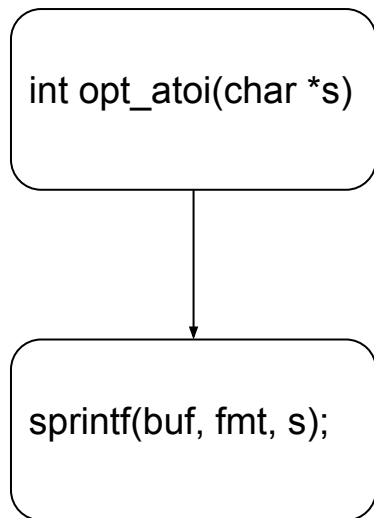 int opt_atoi(char *s)
sprintf(buf, fmt, s);